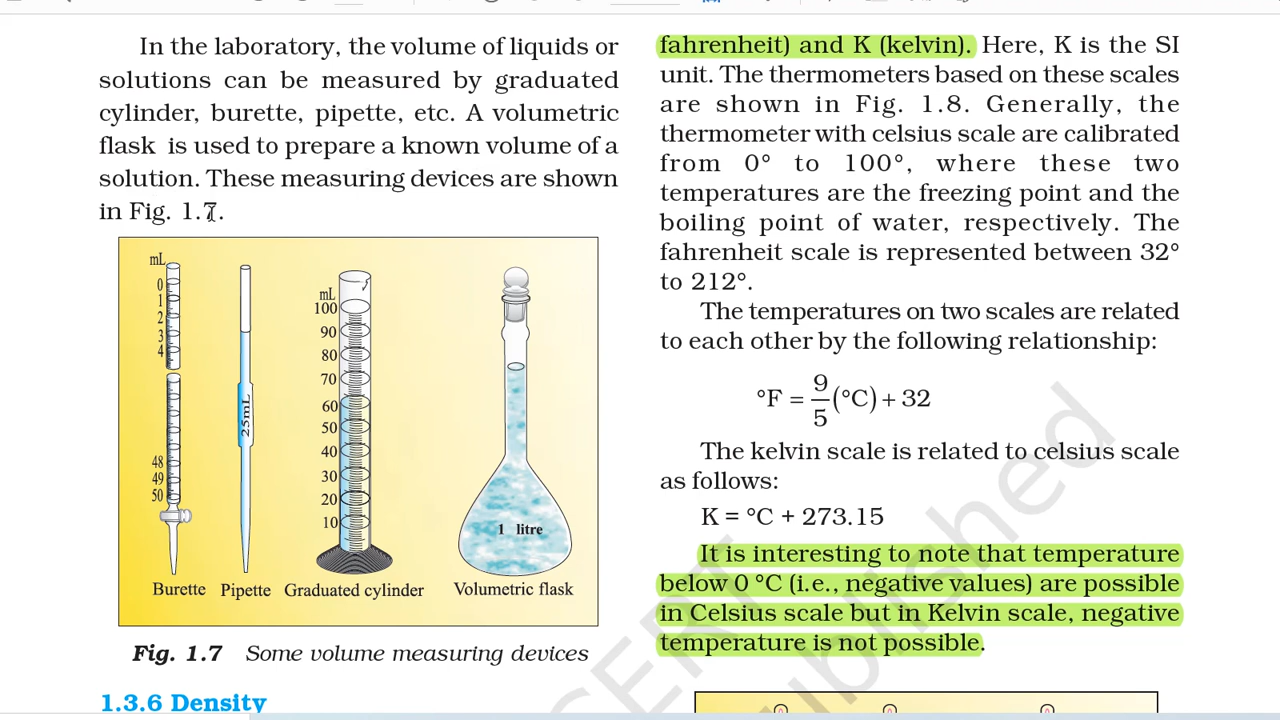 In the laboratory, the volume of liquids or
solutions can be measured by graduated
cylinder, burette, pipette, etc. A volumetric
flask is used to prepare a known volume of a
solution. These measuring devices are shown
in Fig. 1.7.
mL
0
1
2
3
4
48
49
50
25mL
mL
100
90
80
70
60
50
40
30
20
10
1 litre
Burette Pipette Graduated cylinder Volumetric flask
Fig. 1.7 Some volume measuring devices
1.3.6 Density
fahrenheit) and K (kelvin). Here, K is the SI
unit. The thermometers based on these scales
are shown in Fig. 1.8. Generally, the
thermometer with celsius scale are calibrated
from 0° to 100°, where these two
temperatures are the freezing point and the
boiling point of water, respectively. The
fahrenheit scale is represented between 32°
to 212°.
The temperatures on two scales are related
to each other by the following relationship:
°F = 9/5 (°C) + 32
The kelvin scale is related to celsius scale
as follows:
K = °C + 273.15
It is interesting to note that temperature
below 0 °C (i.e., negative values) are possible
in Celsius scale but in Kelvin scale, negative
temperature is not possible.